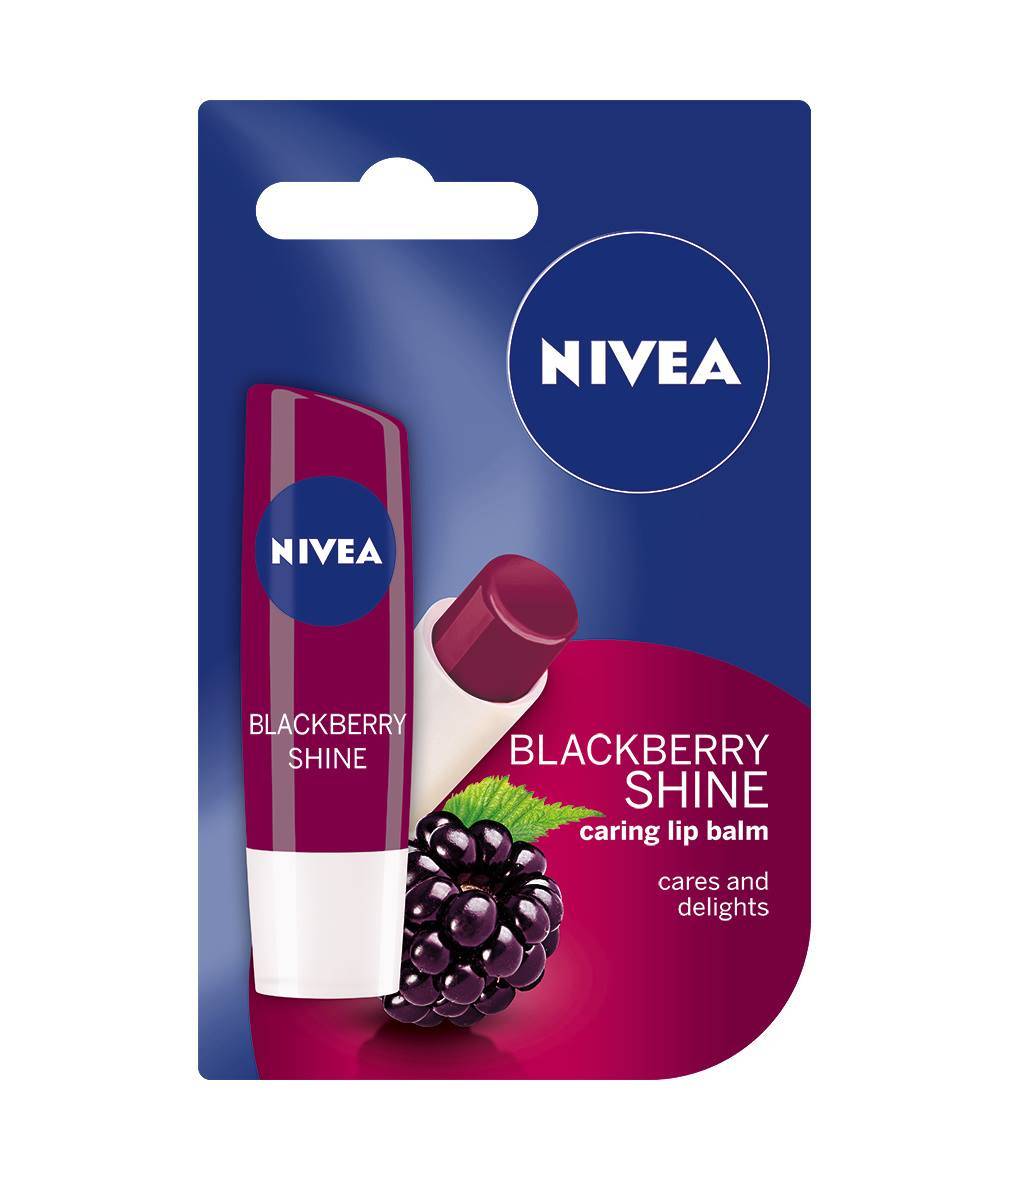 NIVEA
NIVEA
BLACKBERRY
SHINE
BLACKBERRY
SHINE
caring lip balm
cares and
delights